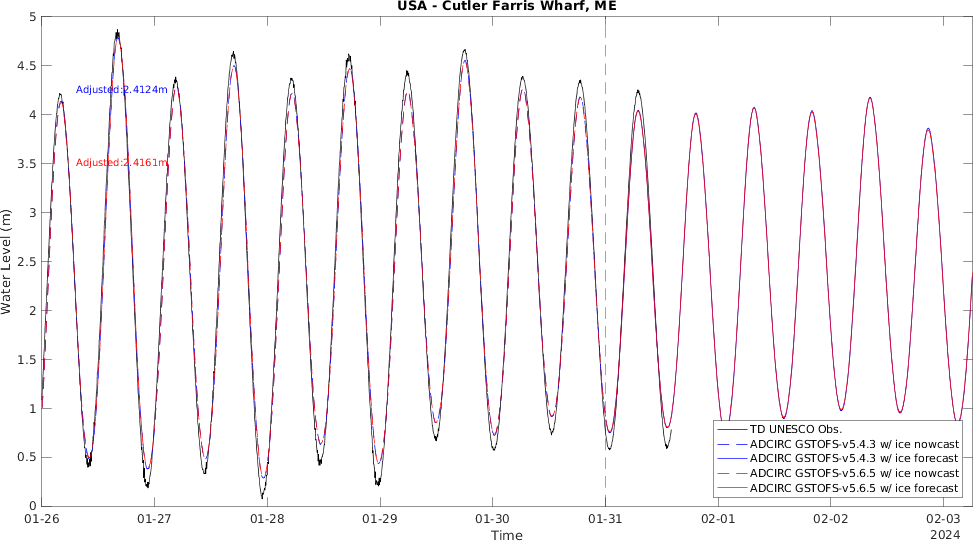 USA - Cutler Farris Wharf, ME
5
4.5
Adjusted:2.4124m
4
3.5
Adjusted:2.4161m
3
Water Level (m)
2.5
2
1.5
1
0.5
0
TD UNESCO Obs.
ADCIRC GSTOFS-v5.4.3 w/ ice nowcast
ADCIRC GSTOFS-v5.4.3 w/ ice forecast
ADCIRC GSTOFS-v5.6.5 w/ ice nowcast
ADCIRC GSTOFS-v5.6.5 w/ ice forecast
01-26 01-27 01-28 01-29 01-30 01-31 02-01 02-02 02-03
2024
Time